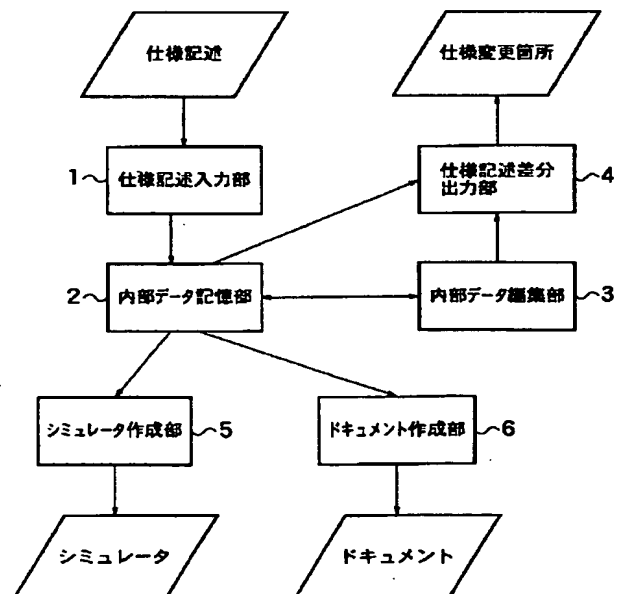 仕様記述
仕様変更箇所
1
仕様記述入力部
仕様記述差分
出力部
4
2
内部データ記憶部
内部データ編集部
3
シミュレータ作成部
5
ドキュメント作成部
6
シミュレータ
ドキュメント